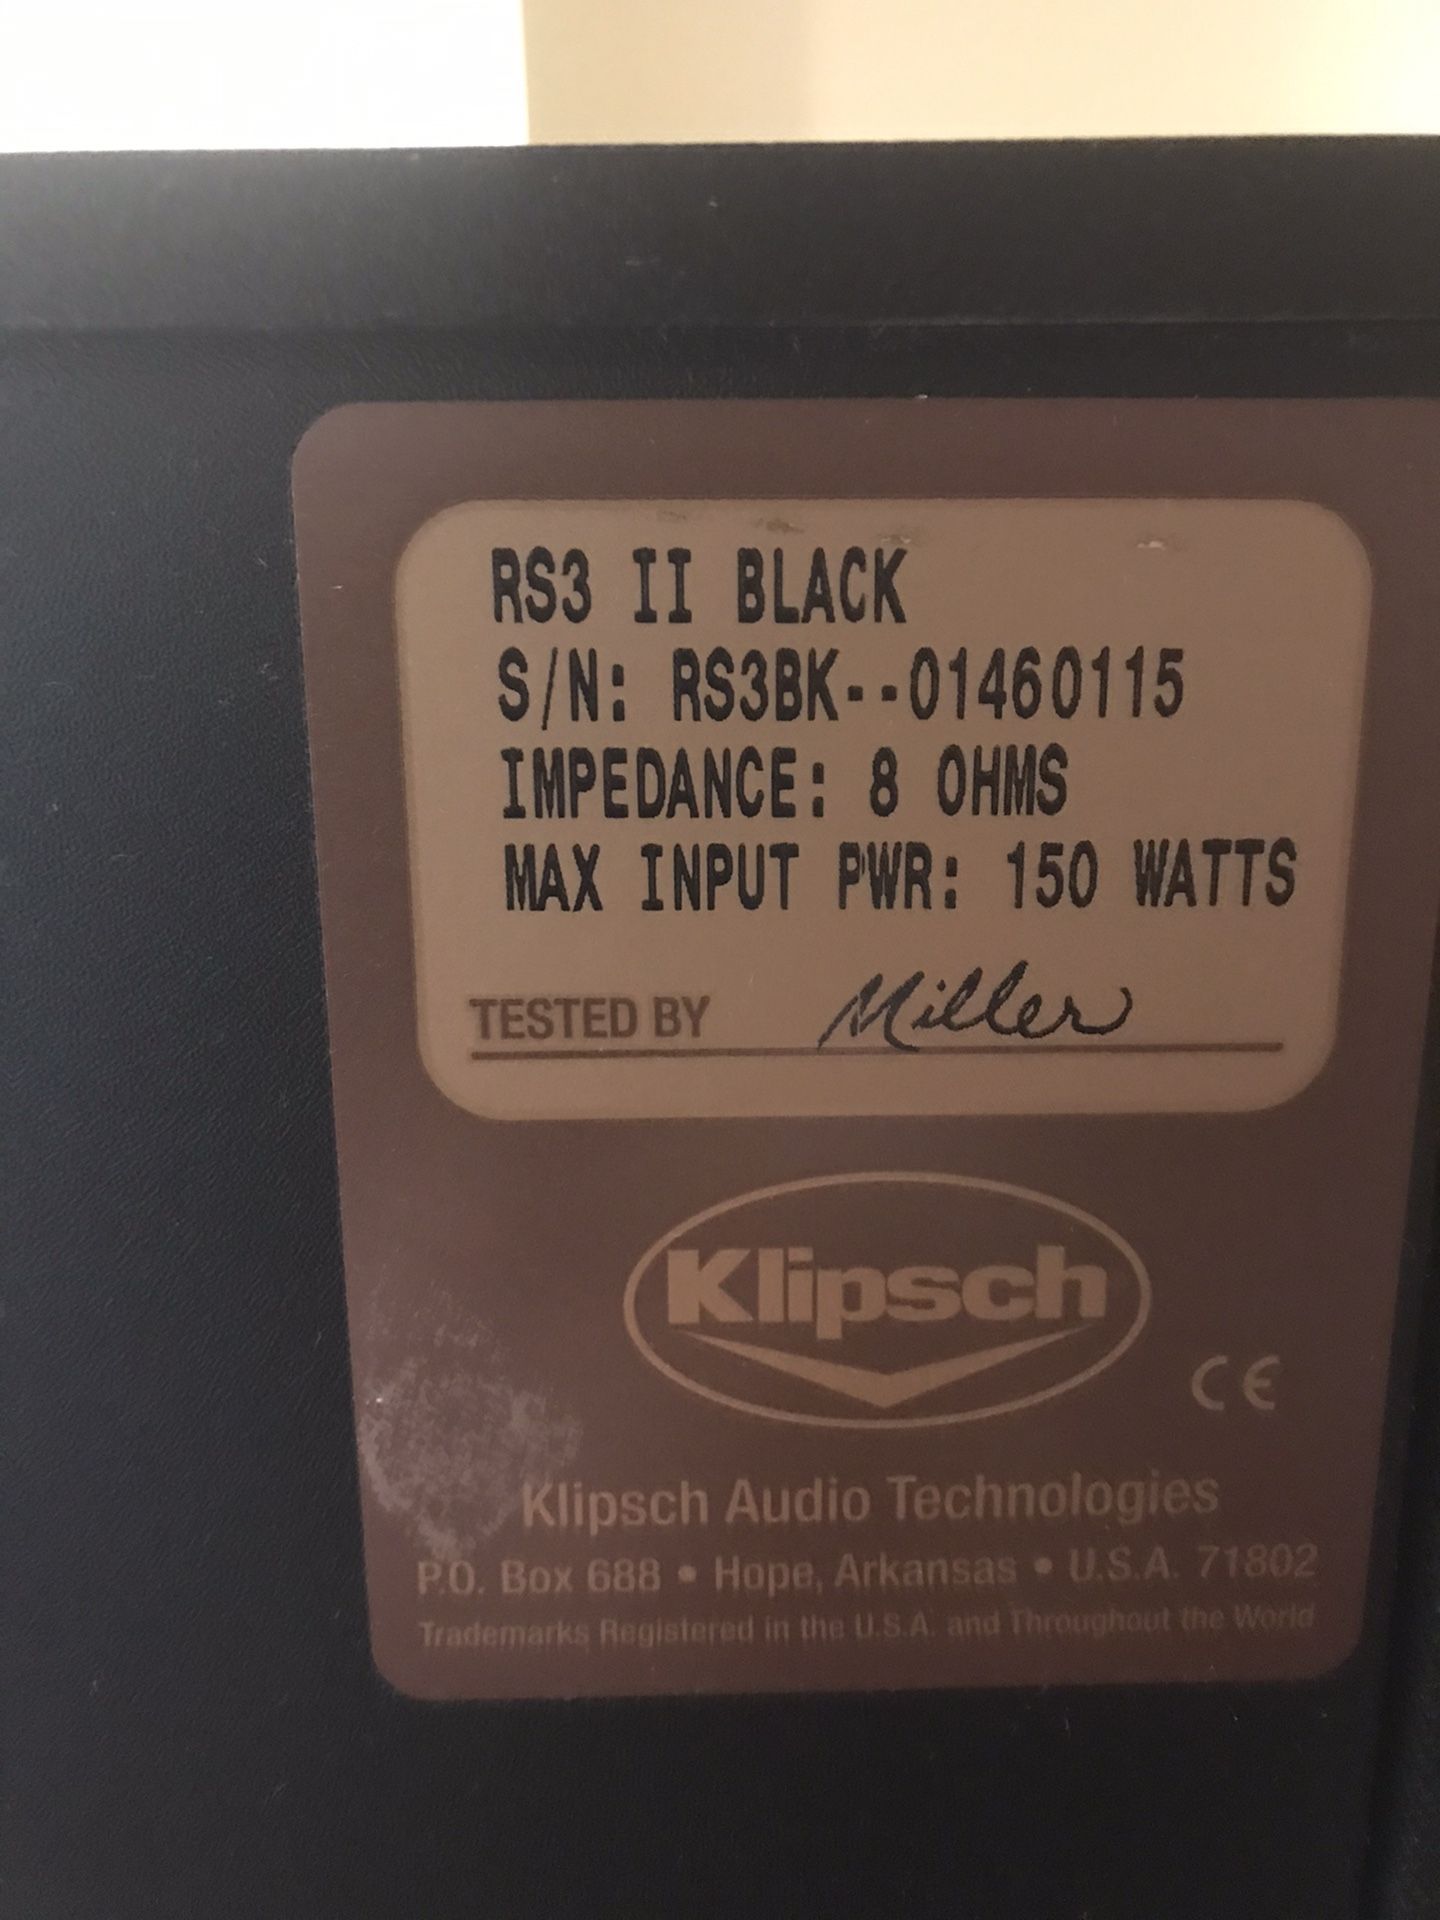 RS3 II BLACK
S/N: RS3BK--01460115
IMPEDANCE: 8 OHMS
MAX INPUT PWR: 150 WATTS
TESTED BY Miller
Klipsch
CE
Klipsch Audio Technologies
P.O. Box 688 • Hope, Arkansas • U.S.A. 71802
Trademarks Registered in the U.S.A. and Throughout the World